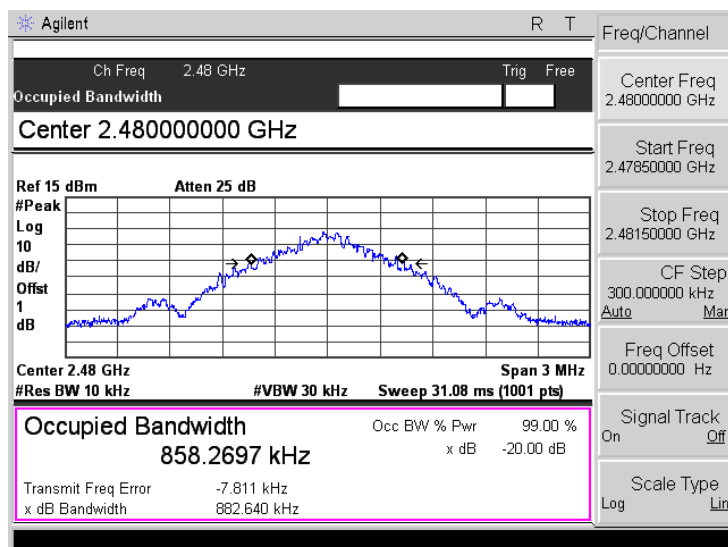 Agilent R T
Ch Freq 2.48 GHz Trig Free
Occupied Bandwidth
Center 2.480000000 GHz
Ref 15 dBm Atten 25 dB
#Peak
Log
10
dB/
Offst
1
dB
Center 2.48 GHz Span 3 MHz
#Res BW 10 kHz #VBW 30 kHz Sweep 31.08 ms (1001 pts)
Occupied Bandwidth Occ BW % Pwr 99.00 %
858.2697 kHz x dB -20.00 dB
Transmit Freq Error -7.811 kHz
x dB Bandwidth 882.640 kHz
Freq/Channel
Center Freq
2.48000000 GHz
Start Freq
2.47850000 GHz
Stop Freq
2.48150000 GHz
CF Step
300.000000 kHz
Auto Man
Freq Offset
0.00000000 Hz
Signal Track
On Off
Scale Type
Log Lin